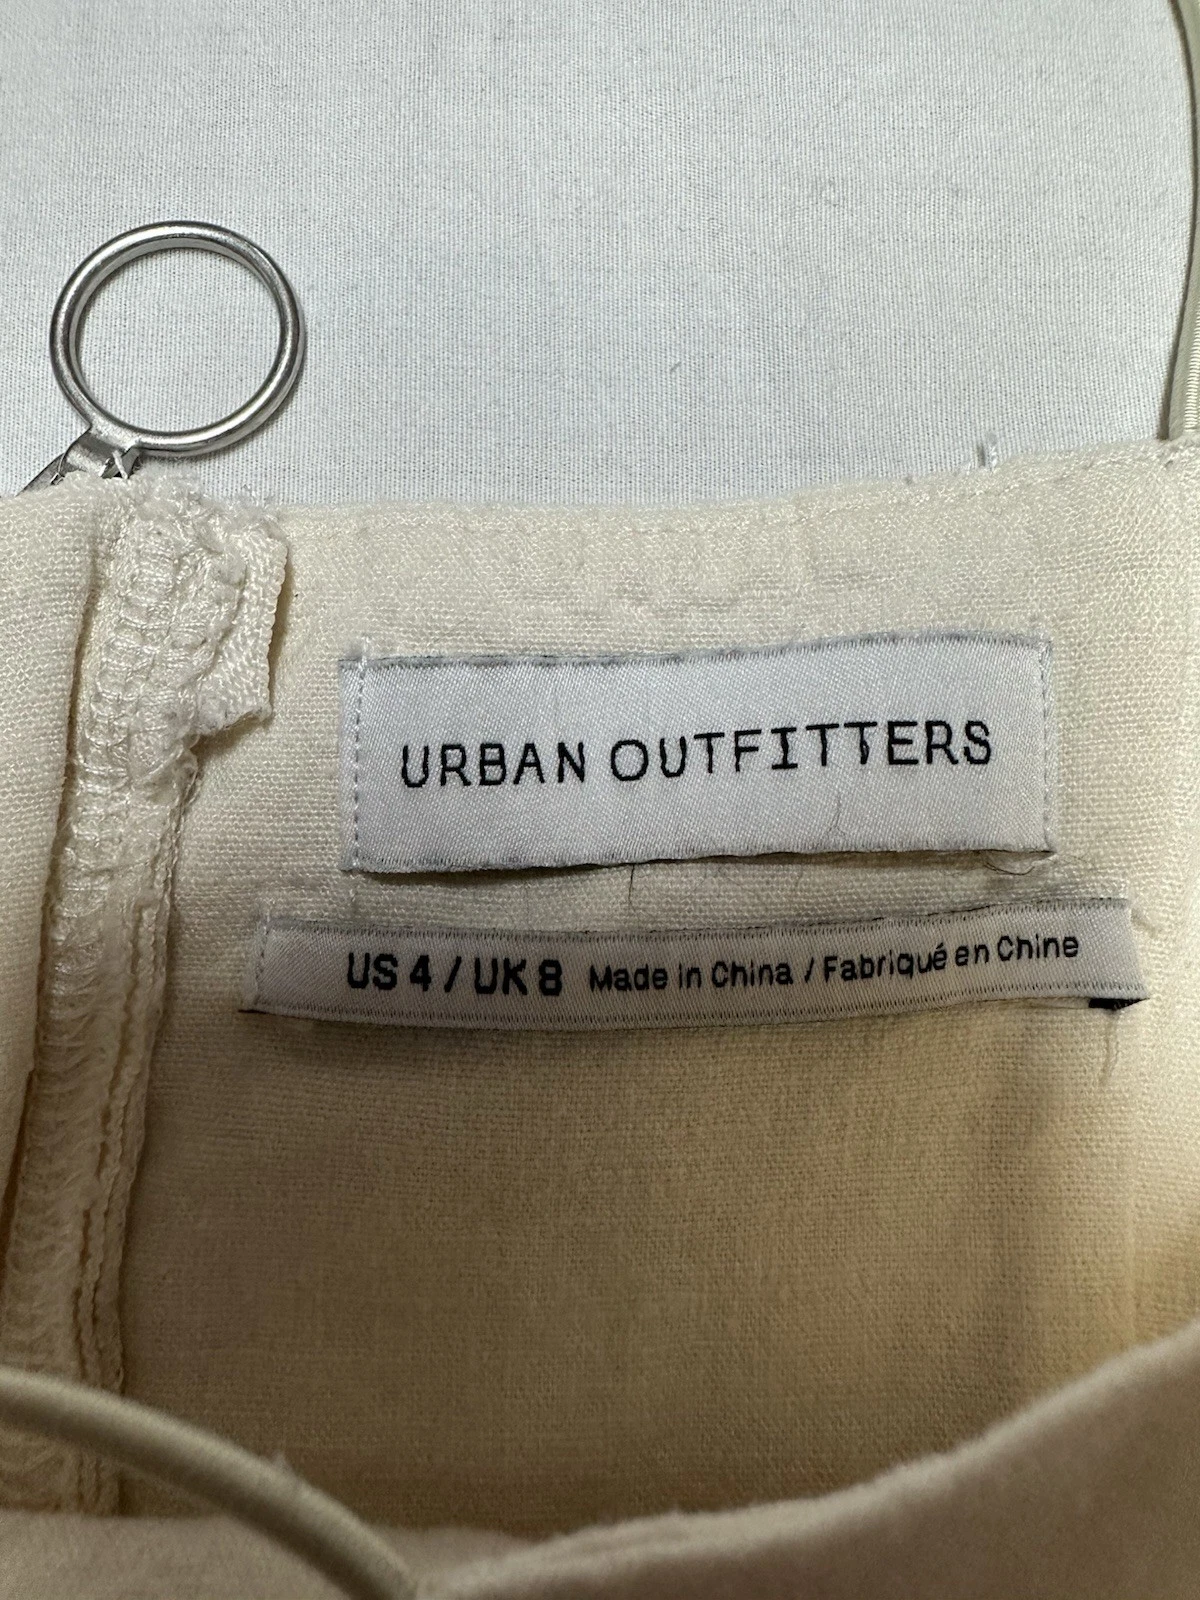 URBAN OUTFITTERS
US 4 / UK 8 Made in China / Fabriqué en Chine